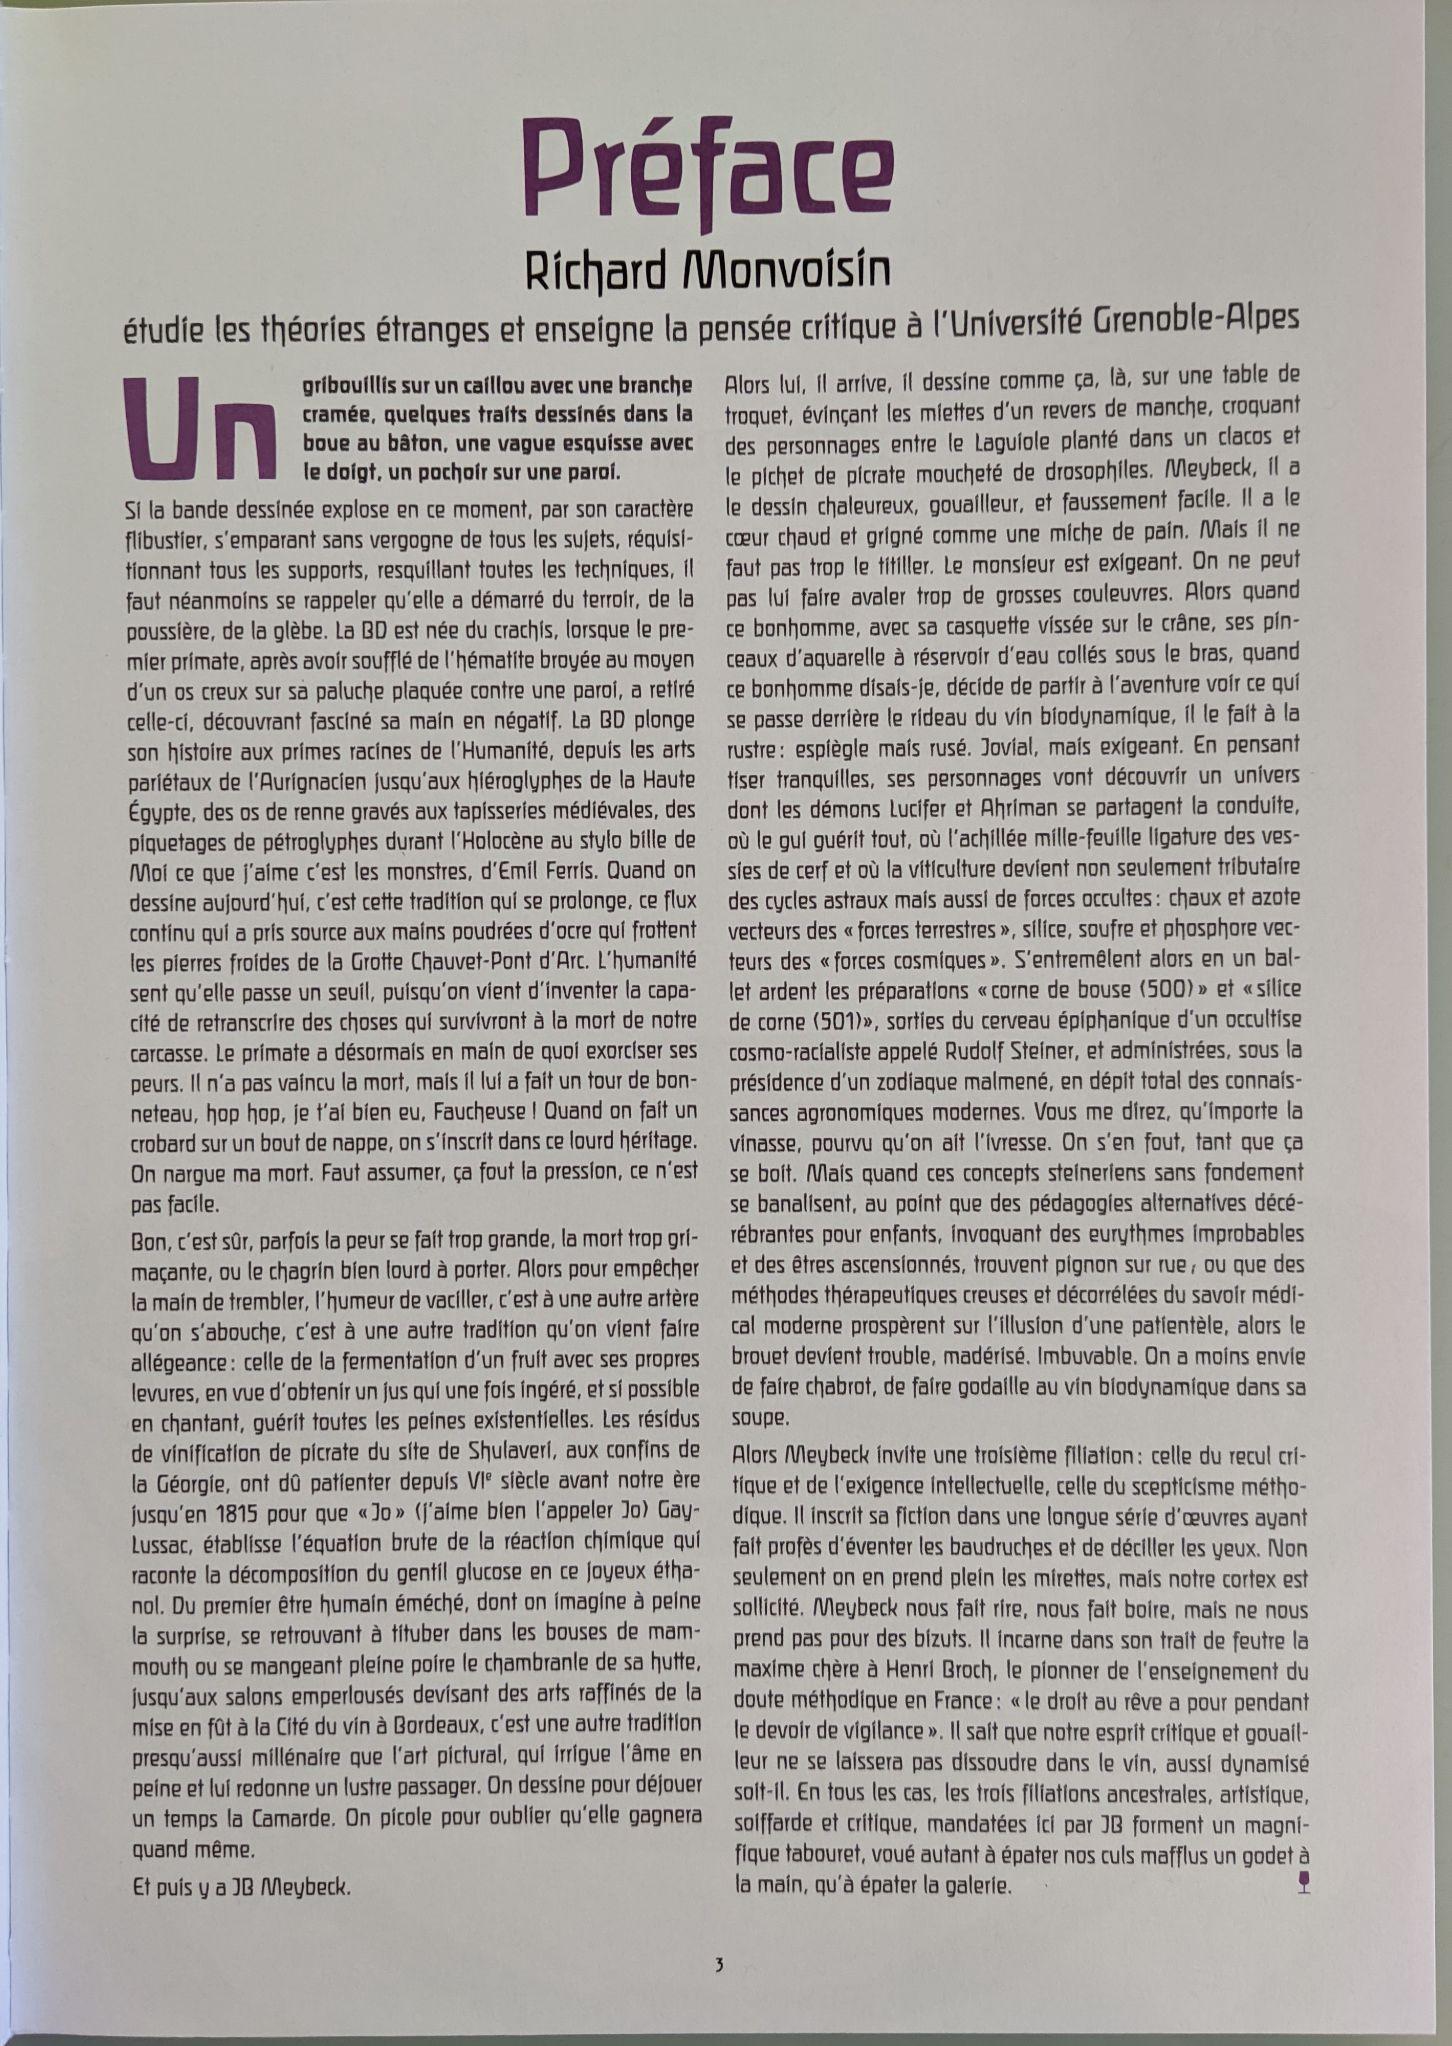 Préface
Richard Monvoisin
étudie les théories étranges et enseigne la pensée critique à l'Université Grenoble-Alpes
Un gribouillis sur un caillou avec une branche
cramée, quelques traits dessinés dans la
boue au bâton, une vague esquisse avec
le doigt, un pochoir sur une paroi.
Si la bande dessinée explose en ce moment, par son caractère
flibustier, s'emparant sans vergogne de tous les sujets, réquisi-
tionnant tous les supports, resquillant toutes les techniques, il
faut néanmoins se rappeler qu'elle a démarré du terroir, de la
poussière, de la glèbe. La BD est née du crachis, lorsque le pre-
mier primate, après avoir soufflé de l'hématite broyée au moyen
d'un os creux sur sa paluche plaquée contre une paroi, a retiré
celle-ci, découvrant fasciné sa main en négatif. La BD plonge
son histoire aux primes racines de l'Humanité, depuis les arts
pariétaux de l'Aurignacien jusqu'aux hiéroglyphes de la Haute
Égypte, des os de renne gravés aux tapisseries médiévales, des
piquetages de pétroglyphes durant l'Holocène au stylo bille de
Moi ce que j'aime c'est les monstres, d'Emil Ferris. Quand on
dessine aujourd'hui, c'est cette tradition qui se prolonge, ce flux
continu qui a pris source aux mains poudrées d'ocre qui frottent
les pierres froides de la Grotte Chauvet-Pont d'Arc. L'humanité
sent qu'elle passe un seuil, puisqu'on vient d'inventer la capa-
cité de retranscrire des choses qui survivront à la mort de notre
carcasse. Le primate a désormais en main de quoi exorciser ses
peurs. Il n'a pas vaincu la mort, mais il lui a fait un tour de bon-
neteau, hop hop, je t'ai bien eu, Faucheuse ! Quand on fait un
crobard sur un bout de nappe, on s'inscrit dans ce lourd héritage.
On nargue ma mort. Faut assumer, ça fout la pression, ce n'est
pas facile.
Bon, c'est sûr, parfois la peur se fait trop grande, la mort trop gri-
maçante, ou le chagrin bien lourd à porter. Alors pour empêcher
la main de trembler, l'humeur de vaciller, c'est à une autre artère
qu'on s'abouche, c'est à une autre tradition qu'on vient faire
allégeance : celle de la fermentation d'un fruit avec ses propres
levures, en vue d'obtenir un jus qui une fois ingéré, et si possible
en chantant, guérit toutes les peines existentielles. Les résidus
de vinification de picrate du site de Shulaveri, aux confins de
la Géorgie, ont dû patienter depuis VIe siècle avant notre ère
jusqu'en 1815 pour que « Jo » (j'aime bien l'appeler Jo) Gay-
Lussac, établisse l'équation brute de la réaction chimique qui
raconte la décomposition du gentil glucose en ce joyeux étha-
nol. Du premier être humain éméché, dont on imagine à peine
la surprise, se retrouvant à tituber dans les bouses de mam-
mouth ou se mangeant pleine poire le chambranle de sa hutte,
jusqu'aux salons emperlousés devisant des arts raffinés de la
mise en fût à la Cité du vin à Bordeaux, c'est une autre tradition
presqu'aussi millénaire que l'art pictural, qui irrigue l'âme en
peine et lui redonne un lustre passager. On dessine pour déjouer
un temps la Camarde. On picole pour oublier qu'elle gagnera
quand même.
Et puis y a JB Meybeck.
Alors lui, il arrive, il dessine comme ça, là, sur une table de
troquet, évinçant les miettes d'un revers de manche, croquant
des personnages entre le Laguiole planté dans un clacos et
le pichet de picrate moucheté de drosophiles. Meybeck, il a
le dessin chaleureux, gouailleur, et faussement facile. Il a le
cœur chaud et grigné comme une miche de pain. Mais il ne
faut pas trop le titiller. Le monsieur est exigeant. On ne peut
pas lui faire avaler trop de grosses couleuvres. Alors quand
ce bonhomme, avec sa casquette vissée sur le crâne, ses pin-
ceaux d'aquarelle à réservoir d'eau collés sous le bras, quand
ce bonhomme disais-je, décide de partir à l'aventure voir ce qui
se passe derrière le rideau du vin biodynamique, il le fait à la
rustre : espiègle mais rusé. Jovial, mais exigeant. En pensant
tiser tranquilles, ses personnages vont découvrir un univers
dont les démons Lucifer et Ahriman se partagent la conduite,
où le gui guérit tout, où l'achillée mille-feuille ligature des ves-
sies de cerf et où la viticulture devient non seulement tributaire
des cycles astraux mais aussi de forces occultes : chaux et azote
vecteurs des « forces terrestres », silice, soufre et phosphore vec-
teurs des « forces cosmiques ». S'entremêlent alors en un bal-
let ardent les préparations « corne de bouse (500) » et « silice
de corne (501)», sorties du cerveau épiphanique d'un occultise
cosmo-racialiste appelé Rudolf Steiner, et administrées, sous la
présidence d'un zodiaque malmené, en dépit total des connais-
sances agronomiques modernes. Vous me direz, qu'importe la
vinasse, pourvu qu'on ait l'ivresse. On s'en fout, tant que ça
se boit. Mais quand ces concepts steineriens sans fondement
se banalisent, au point que des pédagogies alternatives décé-
rébrantes pour enfants, invoquant des eurythmes improbables
et des êtres ascensionnés, trouvent pignon sur rue, ou que des
méthodes thérapeutiques creuses et décorrélées du savoir médi-
cal moderne prospèrent sur l'illusion d'une patientèle, alors le
brouet devient trouble, madérisé. Imbuvable. On a moins envie
de faire chabrot, de faire godaille au vin biodynamique dans sa
soupe.
Alors Meybeck invite une troisième filiation : celle du recul cri-
tique et de l'exigence intellectuelle, celle du scepticisme métho-
dique. Il inscrit sa fiction dans une longue série d'œuvres ayant
fait profès d'éventer les baudruches et de déciller les yeux. Non
seulement on en prend plein les mirettes, mais notre cortex est
sollicité. Meybeck nous fait rire, nous fait boire, mais ne nous
prend pas pour des bizuts. Il incarne dans son trait de feutre la
maxime chère à Henri Broch, le pionner de l'enseignement du
doute méthodique en France : « le droit au rêve a pour pendant
le devoir de vigilance ». Il sait que notre esprit critique et gouail-
leur ne se laissera pas dissoudre dans le vin, aussi dynamisé
soit-il. En tous les cas, les trois filiations ancestrales, artistique,
soiffarde et critique, mandatées ici par JB forment un magni-
fique tabouret, voué autant à épater nos culs mafflus un godet à
la main, qu'à épater la galerie.
3